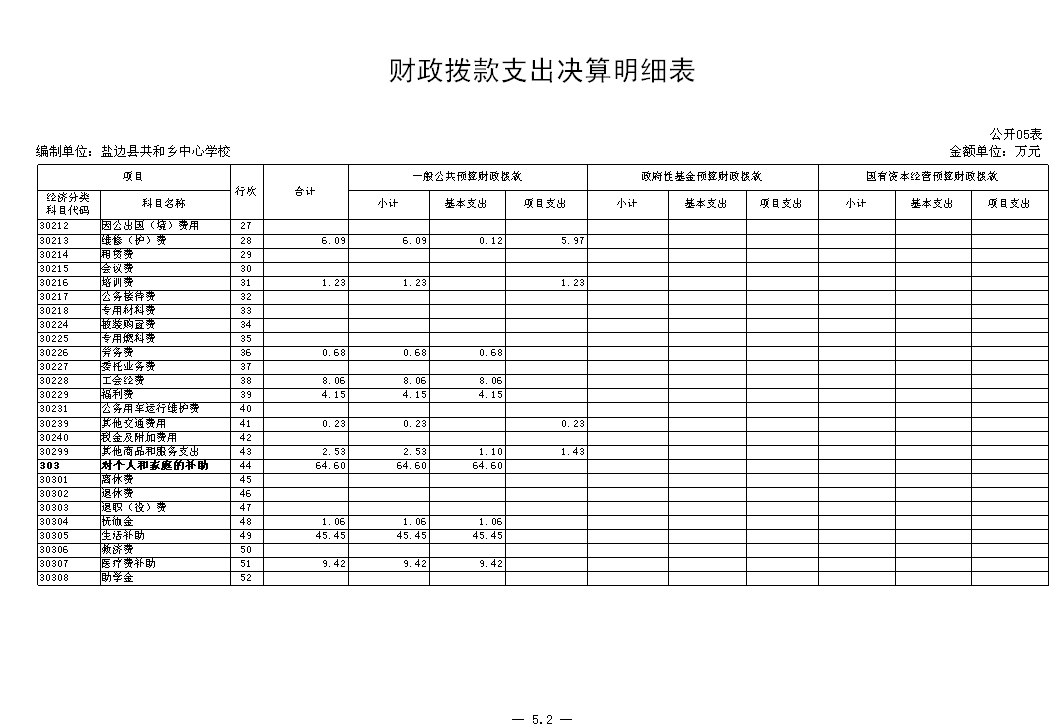 财政拨款支出决算明细表
公开05表
编制单位：盐边县共和乡中心学校 金额单位：万元
项目 行次 合计 一般公共预算财政拨款 政府性基金预算财政拨款 国有资本经营预算财政拨款
经济分类科目代码 科目名称 小计 基本支出 项目支出 小计 基本支出 项目支出 小计 基本支出 项目支出
30212 因公出国（境）费用 27
30213 维修（护）费 28 6.09 6.09 0.12 5.97
30214 租赁费 29
30215 会议费 30
30216 培训费 31 1.23 1.23 1.23
30217 公务接待费 32
30218 专用材料费 33
30224 被装购置费 34
30225 专用燃料费 35
30226 劳务费 36 0.68 0.68 0.68
30227 委托业务费 37
30228 工会经费 38 8.06 8.06 8.06
30229 福利费 39 4.15 4.15 4.15
30231 公务用车运行维护费 40
30239 其他交通费用 41 0.23 0.23 0.23
30240 税金及附加费用 42
30299 其他商品和服务支出 43 2.53 2.53 1.10 1.43
303 对个人和家庭的补助 44 64.60 64.60 64.60
30301 离休费 45
30302 退休费 46
30303 退职（役）费 47
30304 抚恤金 48 1.06 1.06 1.06
30305 生活补助 49 45.45 45.45 45.45
30306 救济费 50
30307 医疗费补助 51 9.42 9.42 9.42
30308 助学金 52
— 5.2 —